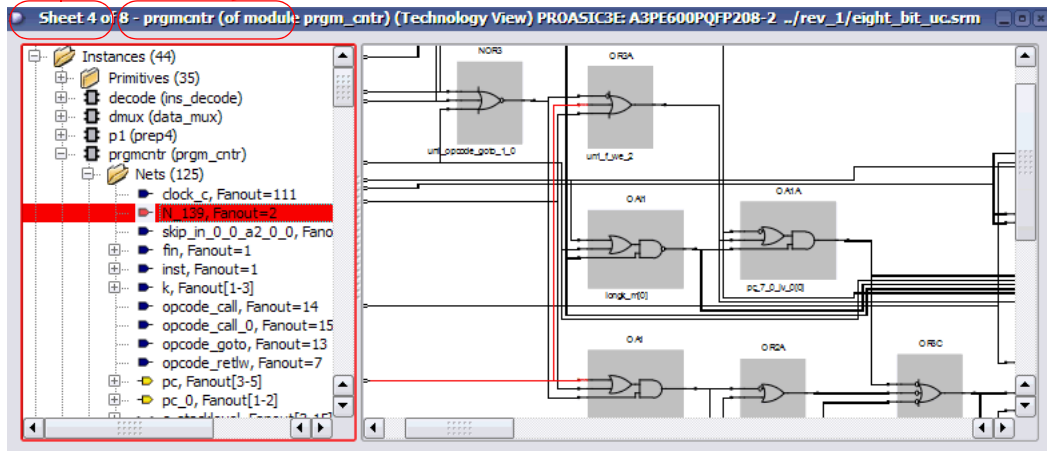 Sheet 4 of 8 - prgmcntr (of module prgm_cntr) (Technology View) PROASIC3E: A3PE600PQFP208-2 ../rev_1/eight_bit_uc.srm
Instances (44)
Primitives (35)
decode (ins_decode)
dmux (data_mux)
p1 (prep4)
prgmcntr (prgm_cntr)
Nets (125)
clock_c, Fanout=111
N_139, Fanout=2
skip_in_0_0_a2_0_0, Fano
fin, Fanout=1
inst, Fanout=1
k, Fanout[1-3]
opcode_call, Fanout=14
opcode_call_0, Fanout=15
opcode_goto, Fanout=13
opcode_retlw, Fanout=7
pc, Fanout[3-5]
pc_0, Fanout[1-2]
NOR3
un1_opcode_goto_1_0
OR3A
un1_f_we_2
OAI1
longk_m[0]
OA1A
pc_7_0_iv_0[0]
OA1
OR2A
OR3C